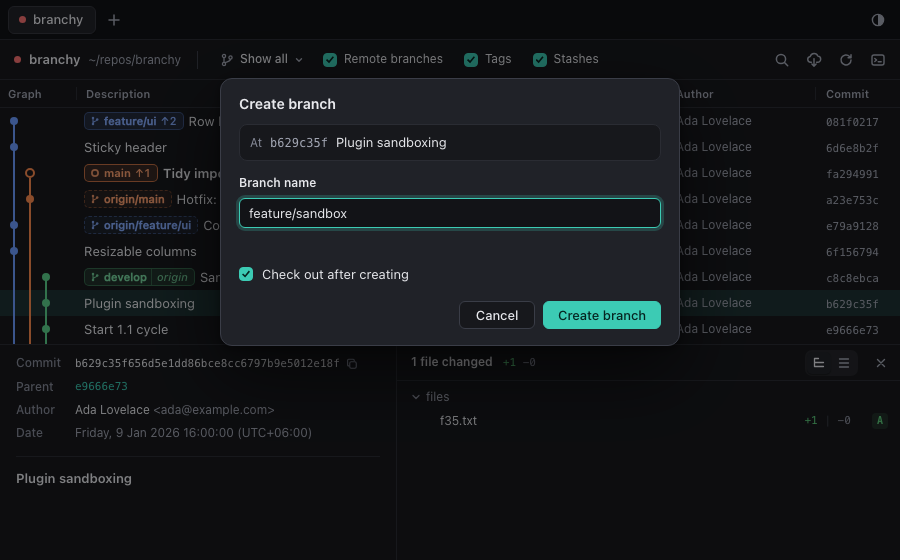 branchy
branchy ~/repos/branchy Show all Remote branches Tags Stashes
Graph Description Author Commit
feature/ui ↑2 Row Ada Lovelace 081f0217
Sticky header Ada Lovelace 6d6e8b2f
main ↑1 Tidy Ada Lovelace fa294991
origin/main Hotfix: Ada Lovelace a23e753c
origin/feature/ui Co Ada Lovelace e79a9128
Resizable columns Ada Lovelace 6f156794
develop origin Ada Lovelace c8c8ebca
Plugin sandboxing Ada Lovelace b629c35f
Start 1.1 cycle Ada Lovelace e9666e73
Create branch
At b629c35f Plugin sandboxing
Branch name
feature/sandbox
Check out after creating
Cancel Create branch
Commit b629c35f656d5e1dd86bce8cc6797b9e5012e18f
Parent e9666e73
Author Ada Lovelace <ada@example.com>
Date Friday, 9 Jan 2026 16:00:00 (UTC+06:00)
Plugin sandboxing
1 file changed +1 −0
files
f35.txt +1 −0 A